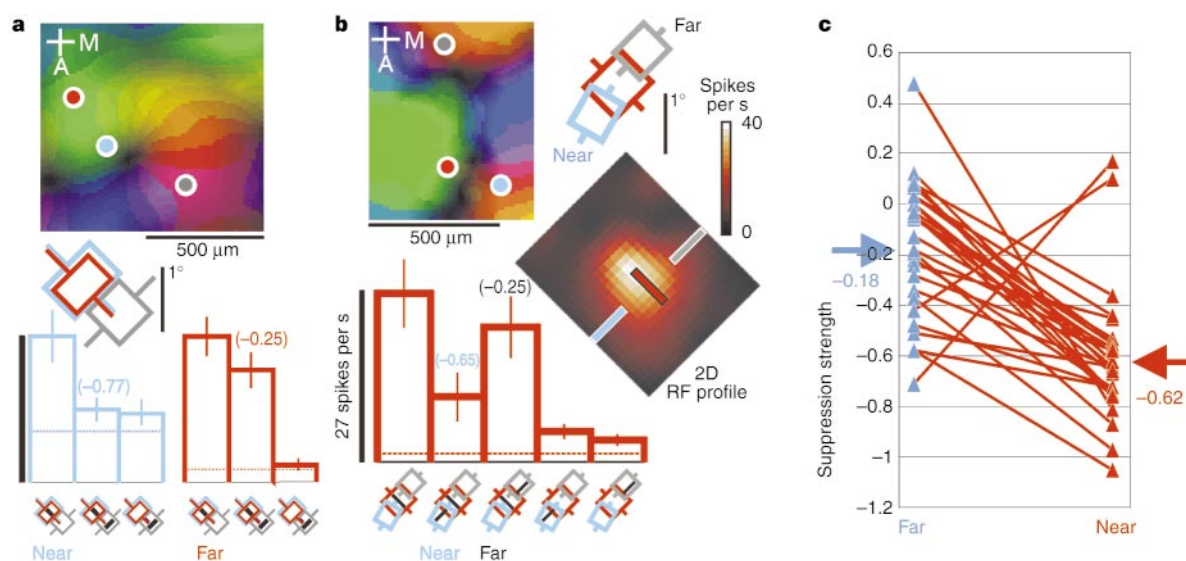 a
M
A
500 μm
1°
(−0.77)
(−0.25)
Near
Far
b
M
A
500 μm
Far
Near
1°
Spikes
per s
40
0
2D
RF profile
27 spikes per s
(−0.65)
(−0.25)
Near
Far
c
Suppression strength
0.6
0.4
0.2
0
−0.2
−0.4
−0.6
−0.8
−1
−1.2
−0.18
−0.62
Far
Near